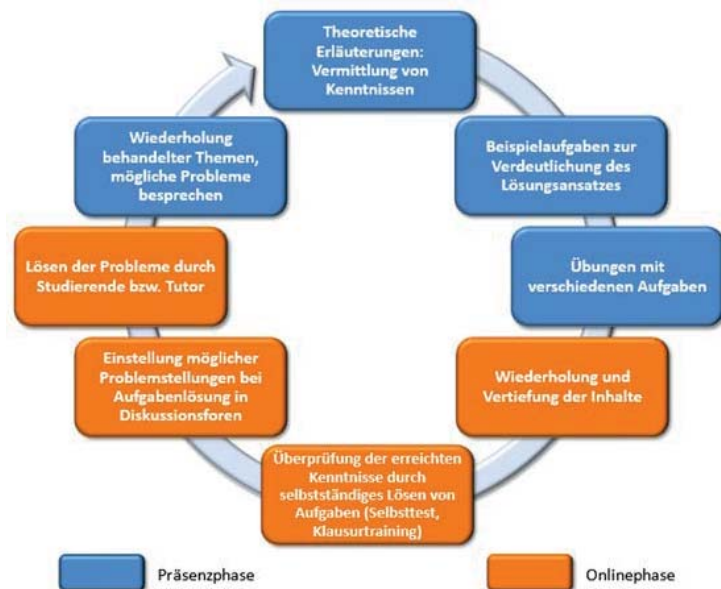 Theoretische
Erläuterungen:
Vermittlung von
Kenntnissen
Beispielaufgaben zur
Verdeutlichung des
Lösungsansatzes
Übungen mit
verschiedenen Aufgaben
Wiederholung und
Vertiefung der Inhalte
Überprüfung der erreichten
Kenntnisse durch
selbstständiges Lösen von
Aufgaben (Selbsttest,
Klausurtraining)
Einstellung möglicher
Problemstellungen bei
Aufgabenlösung in
Diskussionsforen
Lösen der Probleme durch
Studierende bzw. Tutor
Wiederholung
behandelter Themen,
mögliche Probleme
besprechen
Präsenzphase
Onlinephase